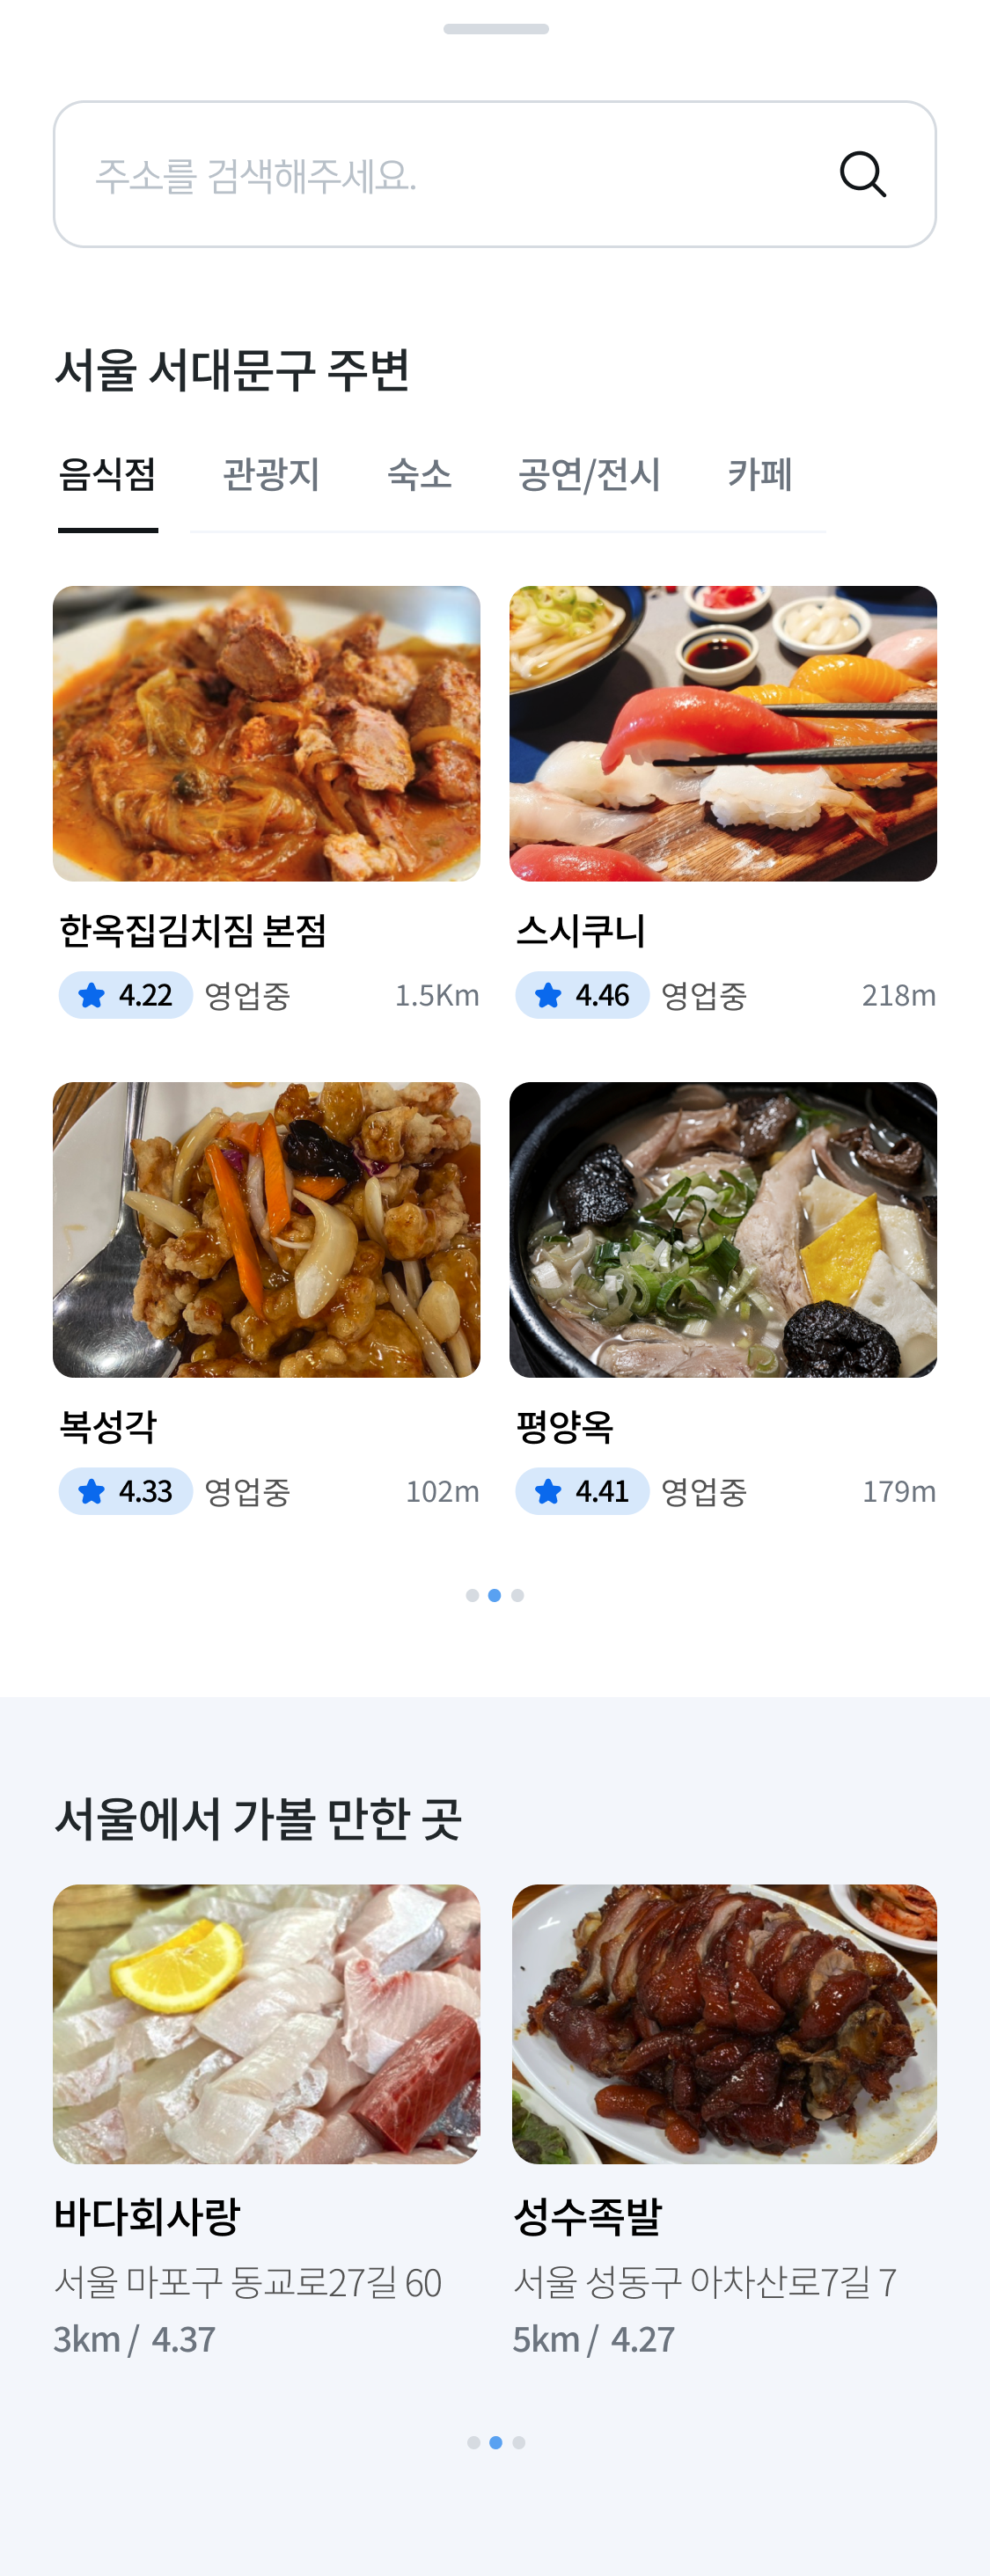 주소를 검색해주세요.
서울 서대문구 주변
음식점 관광지 숙소 공연/전시 카페
한옥집김치찜 본점
4.22 영업중 1.5Km
스시쿠니
4.46 영업중 218m
복성각
4.33 영업중 102m
평양옥
4.41 영업중 179m
서울에서 가볼 만한 곳
바다회사랑
서울 마포구 동교로27길 60
3km / 4.37
성수족발
서울 성동구 아차산로7길 7
5km / 4.27